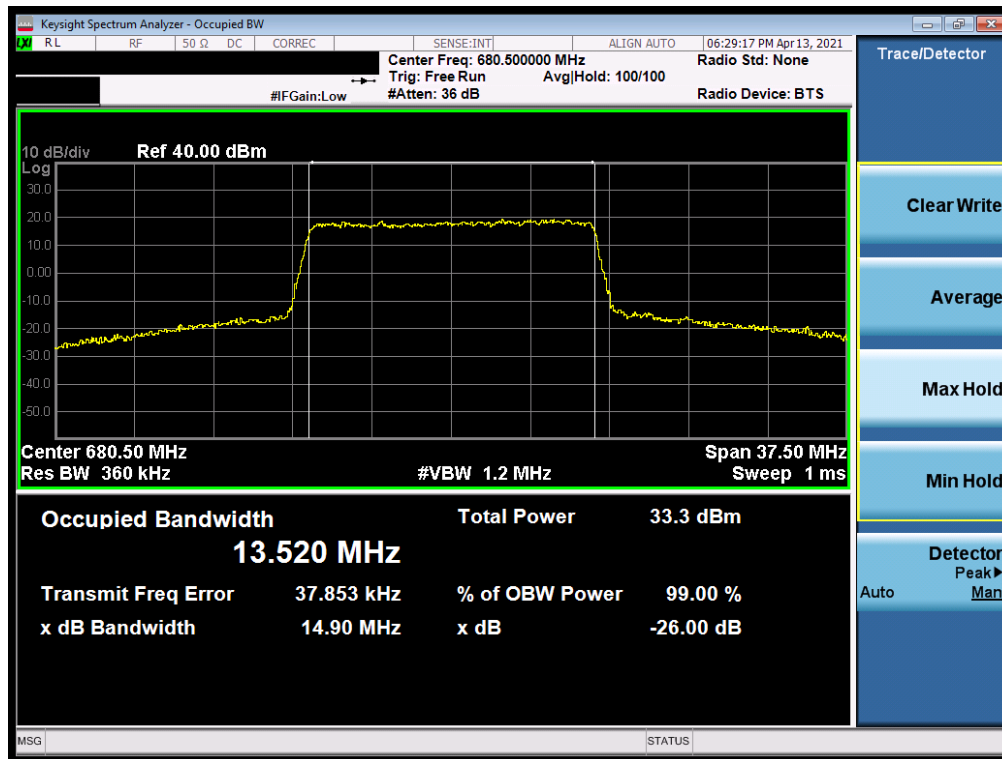 Keysight Spectrum Analyzer - Occupied BW
LXI RL RF 50 Ω DC CORREC SENSE:INT ALIGN AUTO 06:29:17 PM Apr 13, 2021
Center Freq: 680.500000 MHz Radio Std: None
Trig: Free Run Avg|Hold: 100/100
#IFGain:Low #Atten: 36 dB Radio Device: BTS
10 dB/div Ref 40.00 dBm
Log
30.0
20.0
10.0
0.00
-10.0
-20.0
-30.0
-40.0
-50.0
Center 680.50 MHz Span 37.50 MHz
Res BW 360 kHz #VBW 1.2 MHz Sweep 1 ms
Occupied Bandwidth Total Power 33.3 dBm
13.520 MHz
Transmit Freq Error 37.853 kHz % of OBW Power 99.00 %
x dB Bandwidth 14.90 MHz x dB -26.00 dB
MSG STATUS
Trace/Detector
Clear Write
Average
Max Hold
Min Hold
Detector
Peak▶
Auto Man